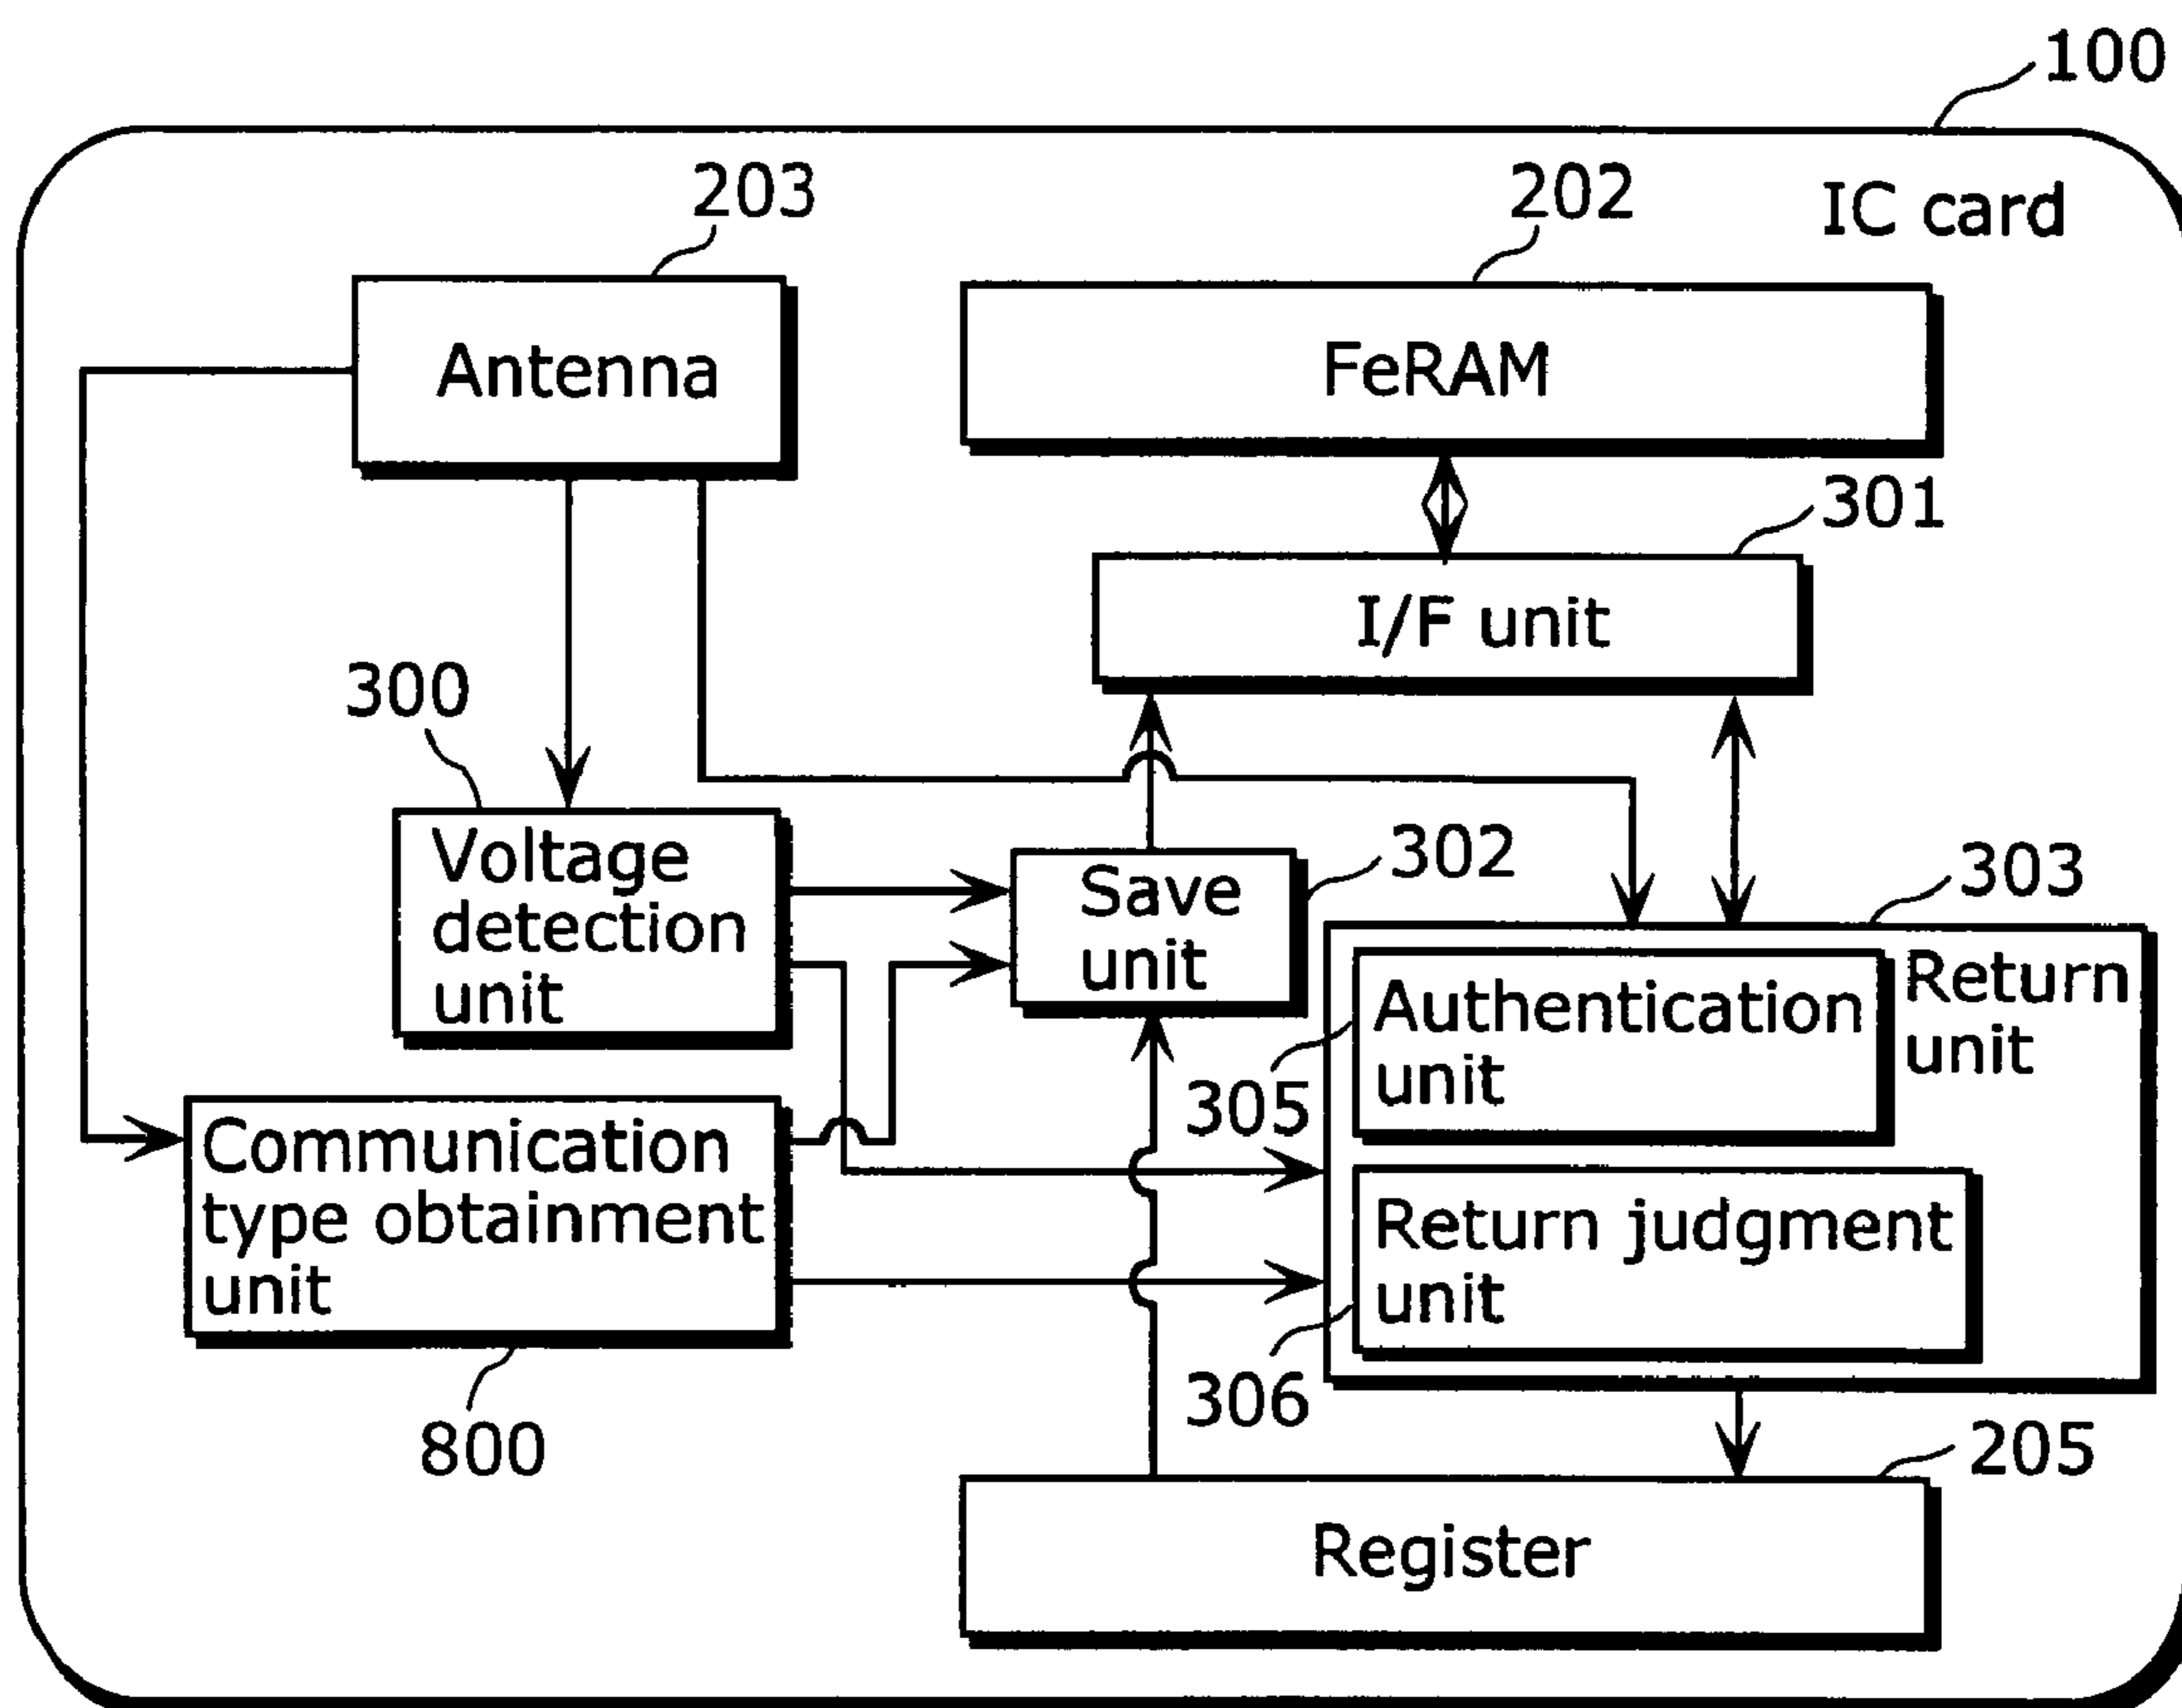 100
203
202
IC card
Antenna
FeRAM
301
I/F unit
300
Voltage
detection
unit
302
Save
unit
303
Return
unit
Authentication
unit
305
Communication
type obtainment
unit
Return judgment
unit
306
800
205
Register